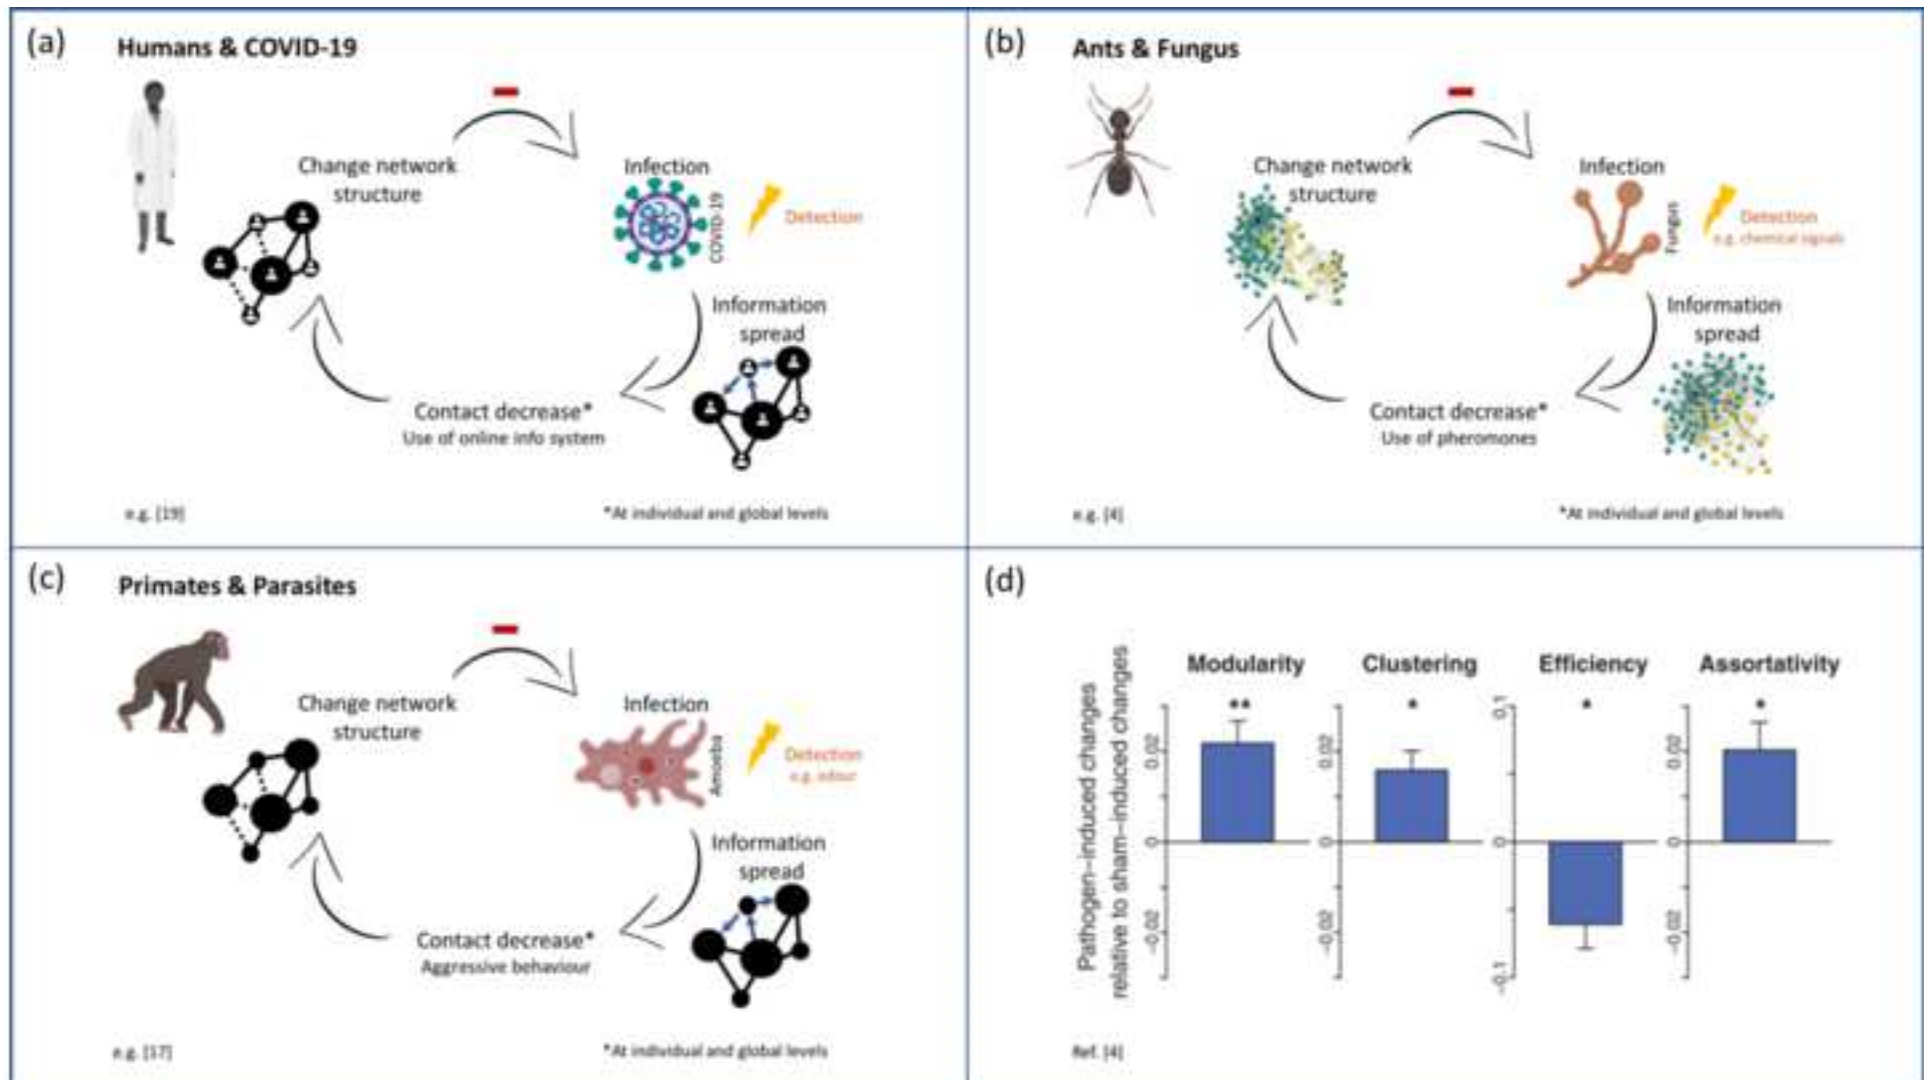 (a)
Humans & COVID-19
Change network
structure
Infection
COVID-19
Detection
Information
spread
Contact decrease*
Use of online info system
e.g. [19]
*At individual and global levels
(b)
Ants & Fungus
Change network
structure
Infection
Fungus
Detection
e.g. chemical signals
Information
spread
Contact decrease*
Use of pheromones
e.g. [4]
*At individual and global levels
(c)
Primates & Parasites
Change network
structure
Infection
Amoeba
Detection
e.g. odour
Information
spread
Contact decrease*
Aggressive behaviour
e.g. [17]
*At individual and global levels
(d)
Pathogen-induced changes
relative to sham-induced changes
Modularity
**
0.02
0
-0.02
Clustering
*
0.02
0
-0.02
Efficiency
*
0.1
0
-0.1
Assortativity
*
0.02
0
-0.02
Ref. [4]